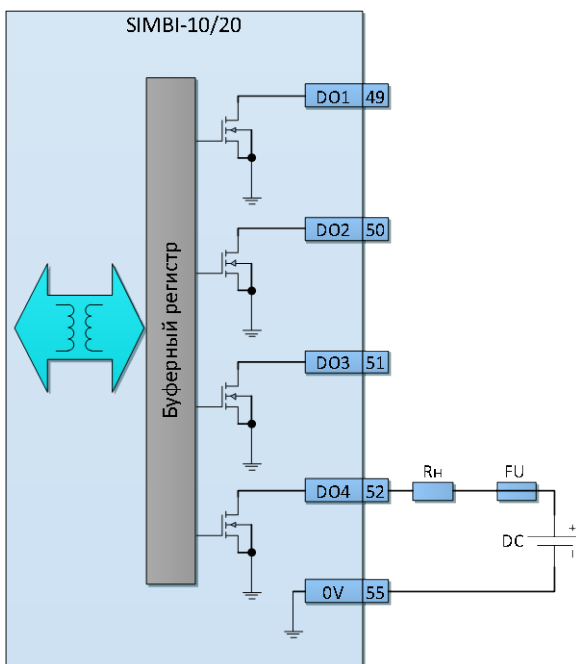 SIMBI-10/20
DO1 49
DO2 50
Буферный регистр
DO3 51
DO4 52
Rн
FU
DC
+
−
0V 55